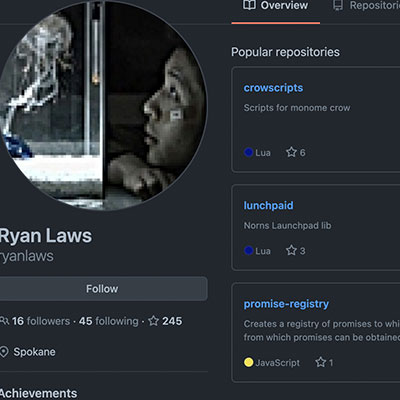 Overview
Repositori
Popular repositories
crowscripts
Scripts for monome crow
Lua 6
lunchpaid
Norns Launchpad lib
Lua 3
promise-registry
Creates a registry of promises to whi
from which promises can be obtained
JavaScript 1
Ryan Laws
ryanlaws
Follow
16 followers · 45 following · 245
Spokane
Achievements